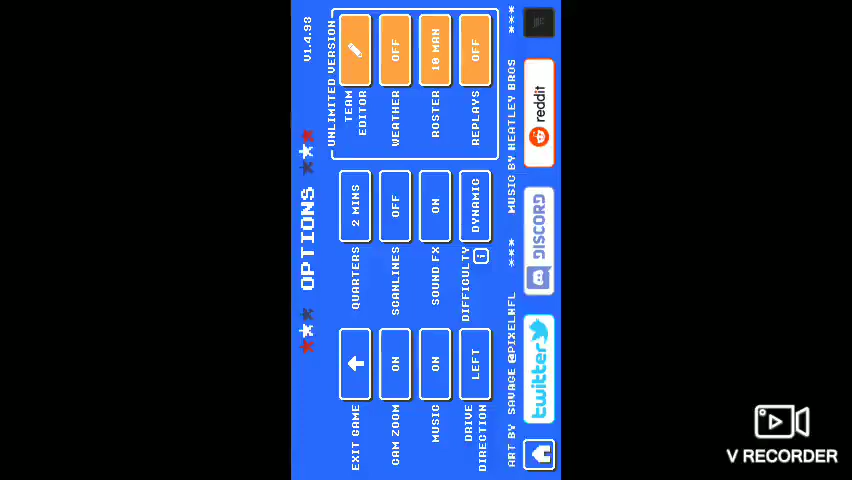 OPTIONS
V1.4.93
EXIT GAME
QUARTERS 2 MINS
UNLIMITED VERSION
TEAM
EDITOR
CAM ZOOM ON
SCANLINES OFF
WEATHER OFF
MUSIC ON
SOUND FX ON
ROSTER 10 MAN
DRIVE
DIRECTION
LEFT
DIFFICULTY DYNAMIC
i
REPLAYS OFF
ART BY SAVAGE @PIXELNFL *** MUSIC BY HEATLEY BROS ***
twitter
DISCORD
reddit
V RECORDER